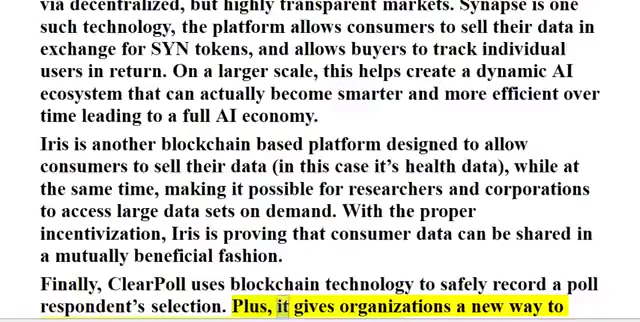 via decentralized, but highly transparent markets. Synapse is one
such technology, the platform allows consumers to sell their data in
exchange for SYN tokens, and allows buyers to track individual
users in return. On a larger scale, this helps create a dynamic AI
ecosystem that can actually become smarter and more efficient over
time leading to a full AI economy.
Iris is another blockchain based platform designed to allow
consumers to sell their data (in this case it’s health data), while at
the same time, making it possible for researchers and corporations
to access large data sets on demand. With the proper
incentivization, Iris is proving that consumer data can be shared in
a mutually beneficial fashion.
Finally, ClearPoll uses blockchain technology to safely record a poll
respondent’s selection. Plus, it gives organizations a new way to